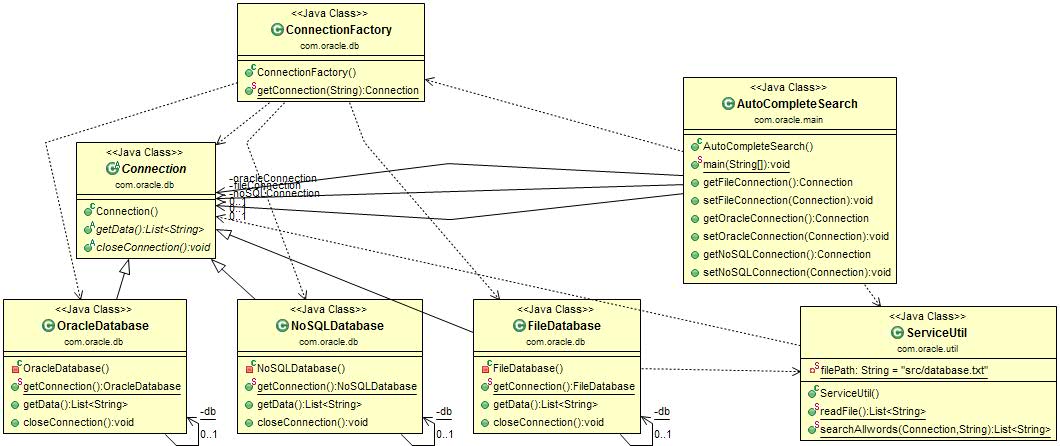 <<Java Class>>
ConnectionFactory
com.oracle.db
ConnectionFactory()
getConnection(String):Connection
<<Java Class>>
AutoCompleteSearch
com.oracle.main
AutoCompleteSearch()
main(String[]):void
getFileConnection():Connection
setFileConnection(Connection):void
getOracleConnection():Connection
setOracleConnection(Connection):void
getNoSQLConnection():Connection
setNoSQLConnection(Connection):void
<<Java Class>>
Connection
com.oracle.db
Connection()
getData():List<String>
closeConnection():void
-oracleConnection
-fileConnection
-noSQLConnection
0..1
0..1
<<Java Class>>
OracleDatabase
com.oracle.db
OracleDatabase()
getConnection():OracleDatabase
getData():List<String>
closeConnection():void
-db
0..1
<<Java Class>>
NoSQLDatabase
com.oracle.db
NoSQLDatabase()
getConnection():NoSQLDatabase
getData():List<String>
closeConnection():void
-db
0..1
<<Java Class>>
FileDatabase
com.oracle.db
FileDatabase()
getConnection():FileDatabase
getData():List<String>
closeConnection():void
-db
0..1
<<Java Class>>
ServiceUtil
com.oracle.util
filePath: String = "src/database.txt"
ServiceUtil()
readFile():List<String>
searchAllwords(Connection,String):List<String>